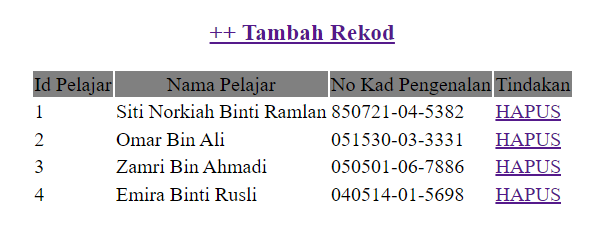 ++ Tambah Rekod
Id Pelajar Nama Pelajar No Kad Pengenalan Tindakan
1 Siti Norkiah Binti Ramlan 850721-04-5382 HAPUS
2 Omar Bin Ali 051530-03-3331 HAPUS
3 Zamri Bin Ahmadi 050501-06-7886 HAPUS
4 Emira Binti Rusli 040514-01-5698 HAPUS